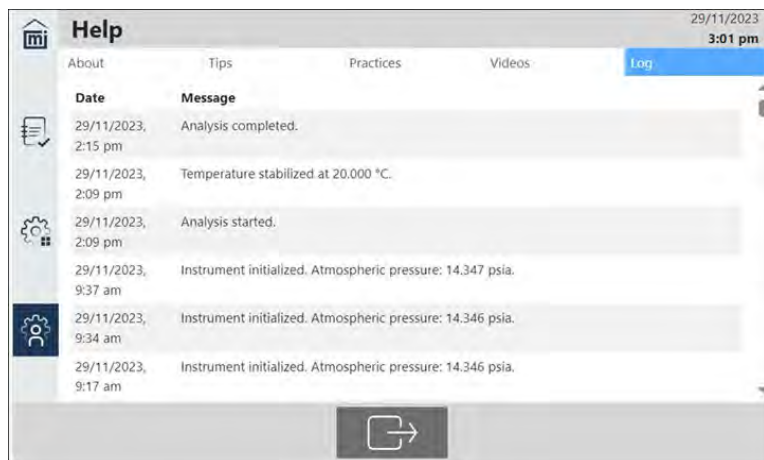 mi
Help
29/11/2023
3:01 pm
About Tips Practices Videos Log
Date Message
29/11/2023, Analysis completed.
2:15 pm
29/11/2023, Temperature stabilized at 20.000 °C.
2:09 pm
29/11/2023, Analysis started.
2:09 pm
29/11/2023, Instrument initialized. Atmospheric pressure: 14.347 psia.
9:37 am
29/11/2023, Instrument initialized. Atmospheric pressure: 14.346 psia.
9:34 am
29/11/2023, Instrument initialized. Atmospheric pressure: 14.346 psia.
9:17 am